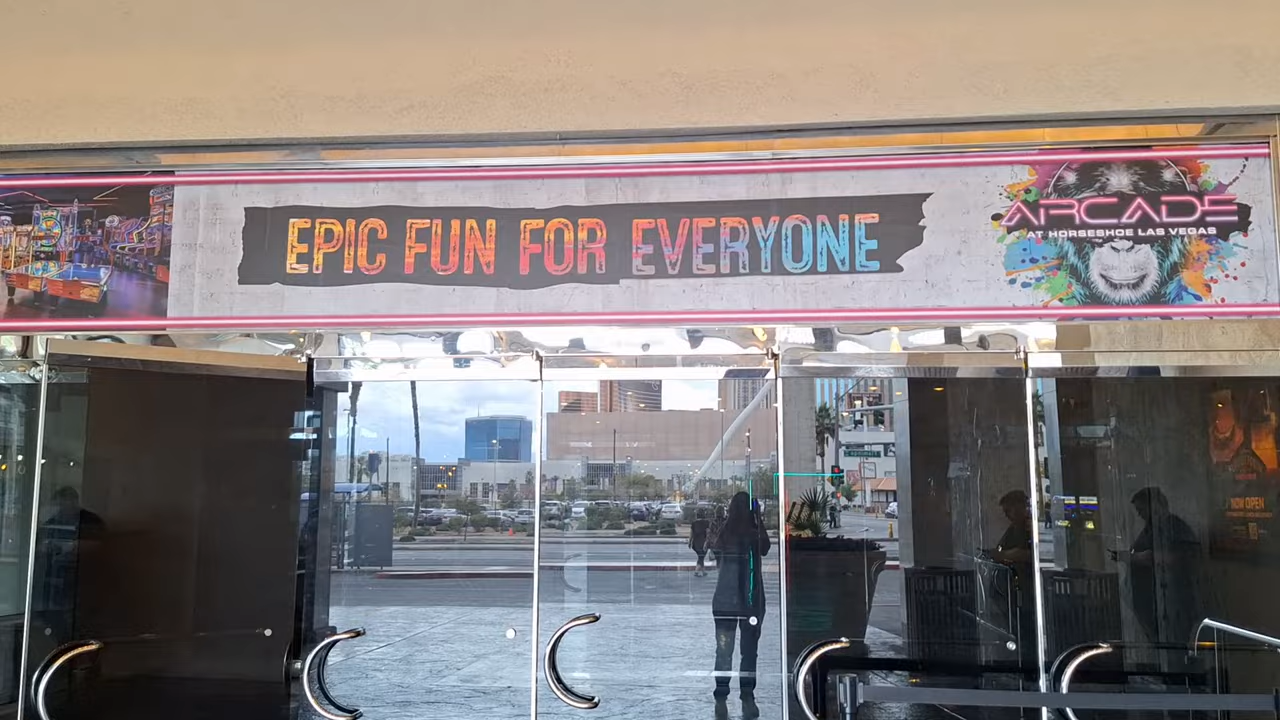 EPIC FUN FOR EVERYONE
ARCADE
AT HORSESHOE LAS VEGAS
NOW OPEN